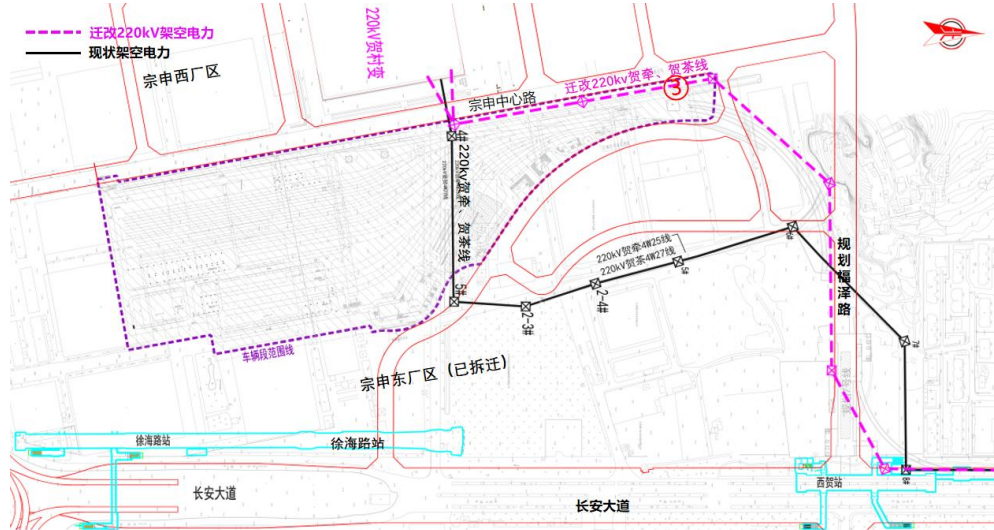 迁改220kV架空电力
现状架空电力
220kV贺村变
宗申西厂区
宗申中心路
迁改220kv贺牵、贺茶线
③
4#
220kV贺牵、贺茶线
规划福泽路
220kV贺牵4W25线
220kV贺茶4W27线
5#
5#
2-4#
2-3#
7#
车辆段范围线
宗申东厂区（已拆迁）
徐海路站
徐海路站
西贺站
8#
长安大道
长安大道